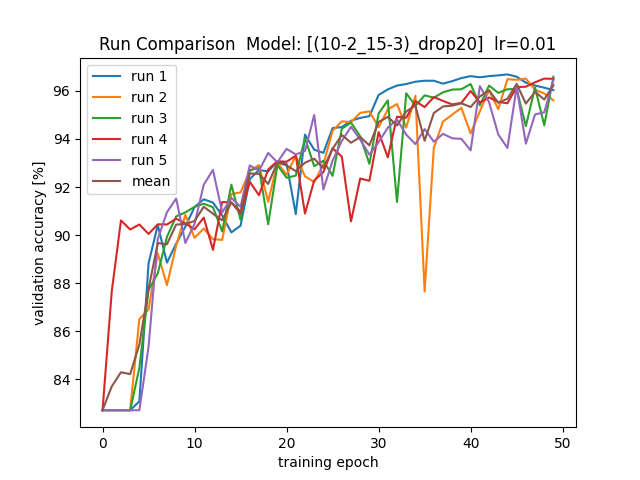 Run Comparison  Model: [(10-2_15-3)_drop20]  lr=0.01
run 1
run 2
run 3
run 4
run 5
mean
validation accuracy [%]
96
94
92
90
88
86
84
0 10 20 30 40 50
training epoch